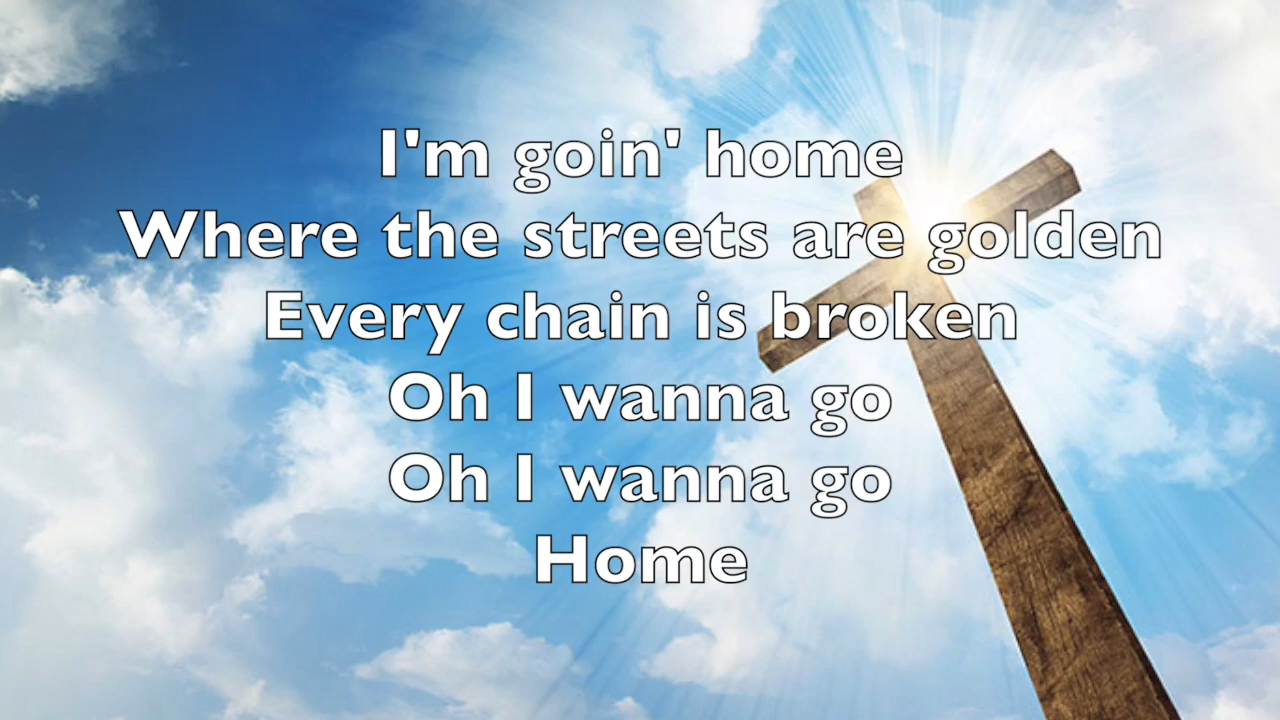 I'm goin' home
Where the streets are golden
Every chain is broken
Oh I wanna go
Oh I wanna go
Home